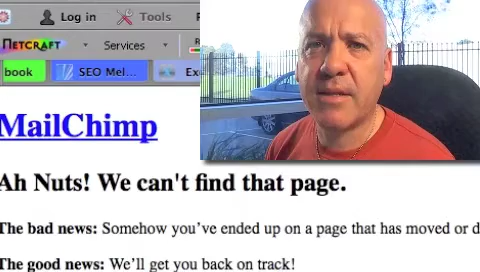 Log in Tools
NETCRAFT Services
book SEO Mel... Ex
MailChimp
Ah Nuts! We can't find that page.
The bad news: Somehow you've ended up on a page that has moved or d
The good news: We'll get you back on track!